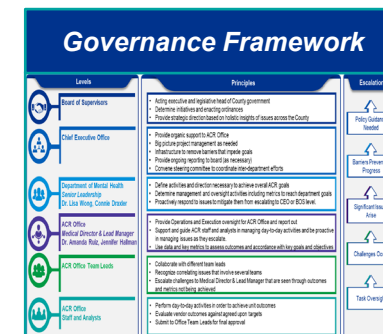 Governance Framework
Levels
Principles
Escalation
Board of Supervisors
Acting executive and legislative head of County government
Determine initiatives and enacting ordinances
Provide strategic direction based on holistic insights of issues across the County
Policy Guidan
Needed
Chief Executive Office
Provide organic support to ACR Office
Big picture project management as needed
Infrastructure to remove barriers that impede goals
Provide ongoing reporting to board (as necessary)
Convene steering committee to coordinate inter-department efforts
Barriers Preven
Progress
Department of Mental Health
Senior Leadership
Dr. Lisa Wong, Connie Draxler
Define activities and direction necessary to achieve overall ACR goals
Determine management and oversight activities including metrics to reach department goals
Proactively respond to issues to mitigate them from escalating to CEO or BOS level.
Significant Issu
Arise
ACR Office
Medical Director & Lead Manager
Dr. Amanda Ruiz, Jennifer Hallman
Provide Operations and Execution oversight for ACR Office and report out
Support and guide ACR staff and analysts in managing day-to-day activities and be proactive
in managing issues as they escalate.
Use data and key metrics to assess outcomes and accordance with key goals and objectives
Challenges Oc
ACR Office Team Leads
Collaborate with different team leads
Recognize correlating issues that involve several teams
Escalate challenges to Medical Director & Lead Manager that are seen through outcomes
and metrics not being achieved
Task Oversig
ACR Office
Staff and Analysts
Perform day-to-day activities in order to achieve unit outcomes
Evaluate vendor outcomes against agreed upon targets
Submit to Office Team Leads for final approval